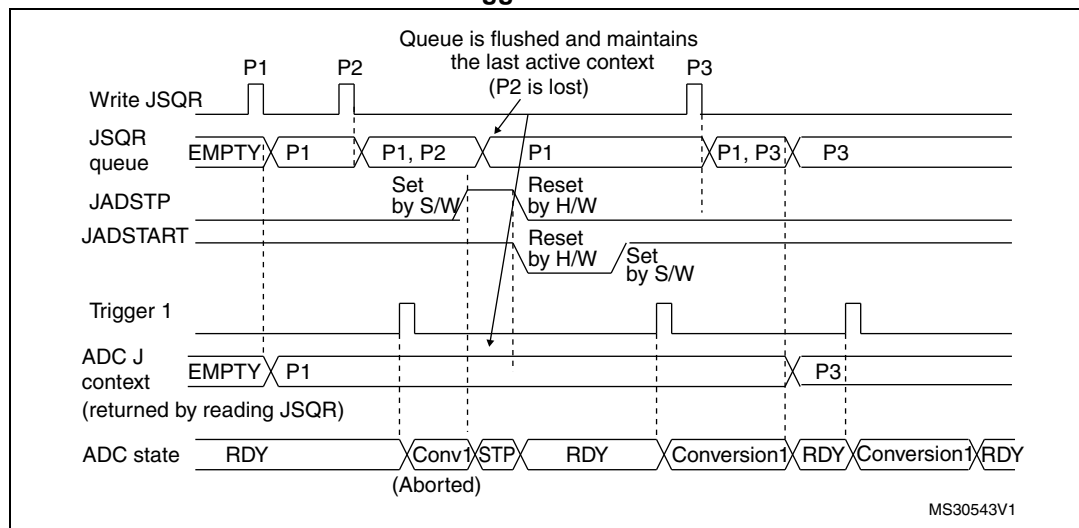 Queue is flushed and maintains
the last active context
(P2 is lost)
P1
P2
P3
Write JSQR
JSQR
queue
EMPTY
P1
P1, P2
P1
P1, P3
P3
Set
by S/W
Reset
by H/W
JADSTP
JADSTART
Reset
by H/W
Set
by S/W
Trigger 1
ADC J
context
(returned by reading JSQR)
EMPTY
P1
P3
ADC state
RDY
Conv1
STP
RDY
Conversion1
RDY
Conversion1
RDY
(Aborted)
MS30543V1